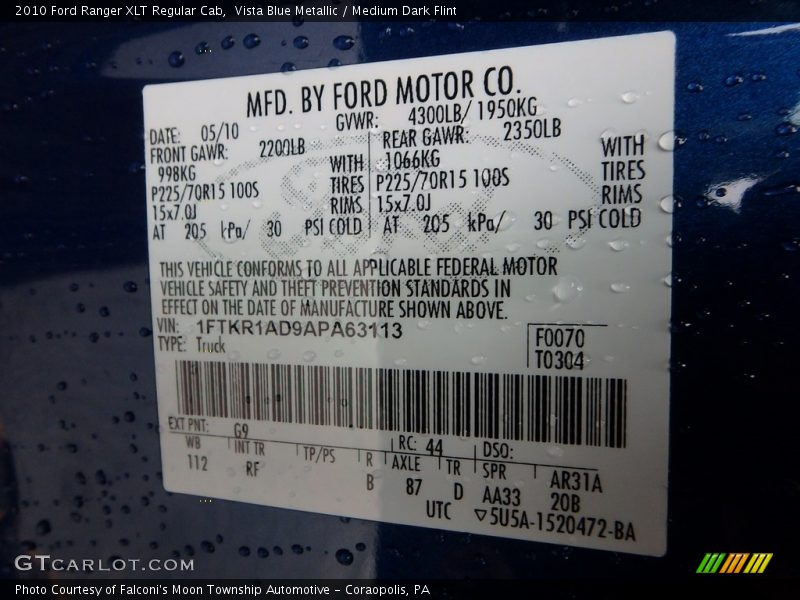 2010 Ford Ranger XLT Regular Cab,  Vista Blue Metallic / Medium Dark Flint
MFD. BY FORD MOTOR CO.
DATE: 05/10 GVWR: 4300LB/ 1950KG
FRONT GAWR: 2200LB REAR GAWR: 2350LB
998KG WITH 1066KG WITH
P225/70R15 100S TIRES P225/70R15 100S TIRES
15x7.0J RIMS 15x7.0J RIMS
AT 205 kPa/ 30 PSI COLD AT 205 kPa/ 30 PSI COLD
THIS VEHICLE CONFORMS TO ALL APPLICABLE FEDERAL MOTOR
VEHICLE SAFETY AND THEFT PREVENTION STANDARDS IN
EFFECT ON THE DATE OF MANUFACTURE SHOWN ABOVE.
VIN: 1FTKR1AD9APA63113
TYPE: Truck
F0070
T0304
EXT PNT: G9 RC: 44 DSO:
WB INT TR TP/PS R AXLE TR SPR AR31A
112 RF B 87 D AA33 20B
UTC ▽5U5A-1520472-BA
GTCARLOT.COM
Photo Courtesy of Falconi's Moon Township Automotive – Coraopolis, PA